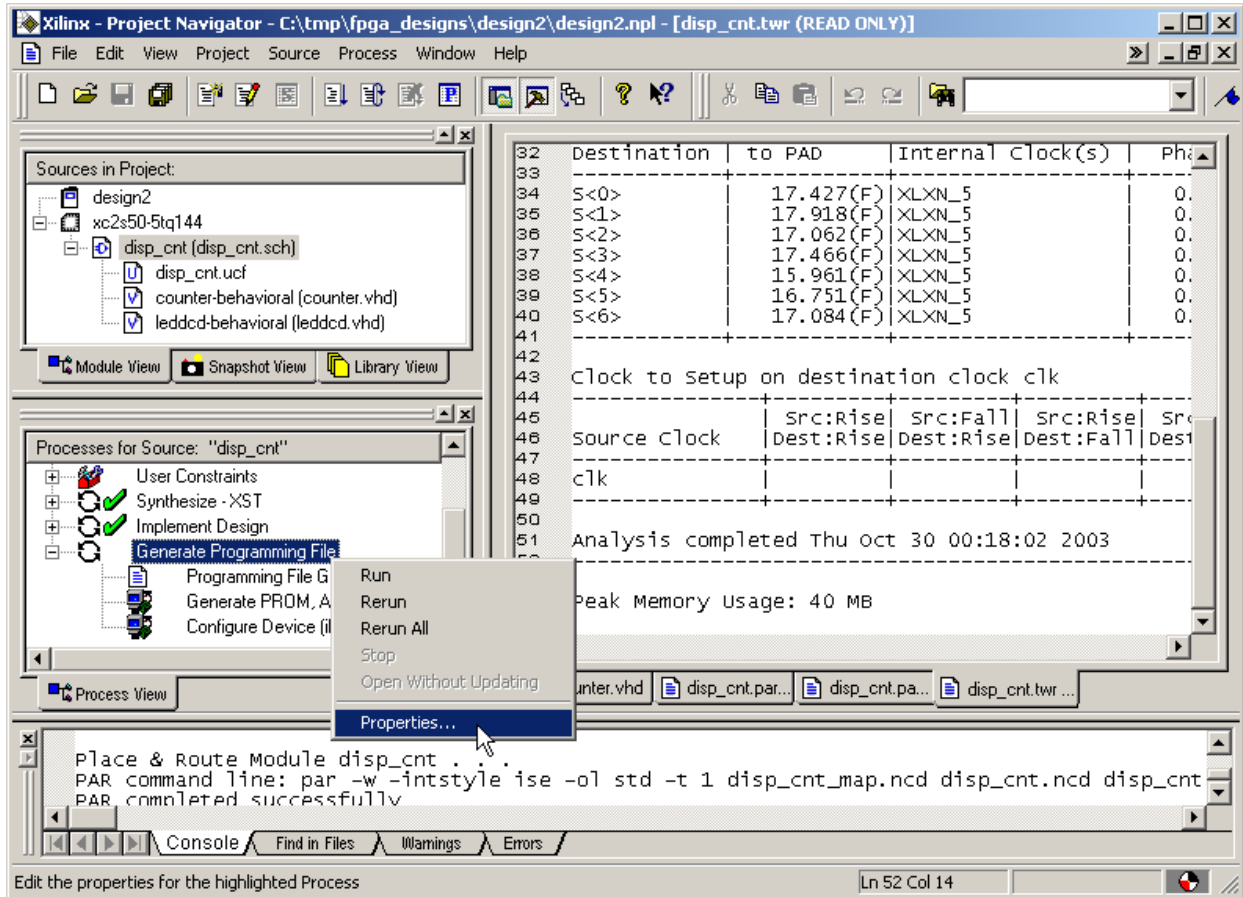 Xilinx - Project Navigator - C:\tmp\fpga_designs\design2\design2.npl - [disp_cnt.twr (READ ONLY)]
File Edit View Project Source Process Window Help
Sources in Project:
design2
xc2s50-5tq144
disp_cnt (disp_cnt.sch)
disp_cnt.ucf
counter-behavioral (counter.vhd)
leddcd-behavioral (leddcd.vhd)
Module View Snapshot View Library View
Processes for Source: "disp_cnt"
User Constraints
Synthesize - XST
Implement Design
Generate Programming File
Programming File G
Generate PROM, A
Configure Device (i
Process View
Run
Rerun
Rerun All
Stop
Open Without Updating
Properties...
32 Destination | to PAD |Internal Clock(s) | Pha
33 ------------+------------+------------------+----
34 S<0> | 17.427(F)|XLXN_5 | 0.
35 S<1> | 17.918(F)|XLXN_5 | 0.
36 S<2> | 17.062(F)|XLXN_5 | 0.
37 S<3> | 17.466(F)|XLXN_5 | 0.
38 S<4> | 15.961(F)|XLXN_5 | 0.
39 S<5> | 16.751(F)|XLXN_5 | 0.
40 S<6> | 17.084(F)|XLXN_5 | 0.
41 ------------+------------+------------------+----
42
43 Clock to Setup on destination clock clk
44 ---------------+---------+---------+---------+----
45 | Src:Rise| Src:Fall| Src:Rise| Src
46 Source Clock |Dest:Rise|Dest:Rise|Dest:Fall|Dest
47 ---------------+---------+---------+---------+----
48 clk | | | |
49 ---------------+---------+---------+---------+----
50
51 Analysis completed Thu Oct 30 00:18:02 2003
Peak Memory Usage: 40 MB
unter.vhd disp_cnt.par... disp_cnt.pa... disp_cnt.twr ...
Place & Route Module disp_cnt . . .
PAR command line: par -w -intstyle ise -ol std -t 1 disp_cnt_map.ncd disp_cnt.ncd disp_cnt
PAR completed successfully
Console Find in Files Warnings Errors
Edit the properties for the highlighted Process
Ln 52 Col 14